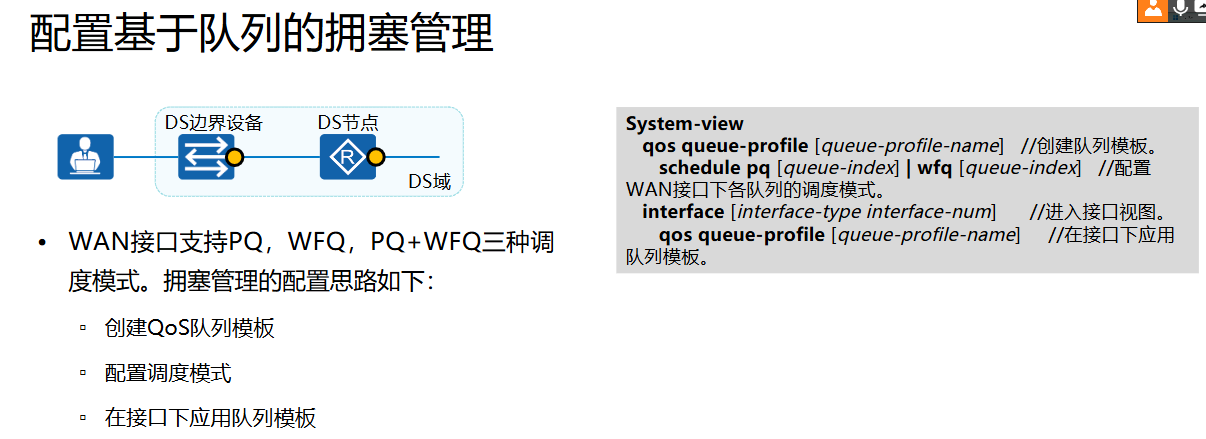 配置基于队列的拥塞管理
DS边界设备
DS节点
R
DS域
• WAN接口支持PQ，WFQ，PQ+WFQ三种调
度模式。拥塞管理的配置思路如下：
▫ 创建QoS队列模板
▫ 配置调度模式
▫ 在接口下应用队列模板
System-view
qos queue-profile [queue-profile-name] //创建队列模板。
schedule pq [queue-index] | wfq [queue-index] //配置
WAN接口下各队列的调度模式。
interface [interface-type interface-num] //进入接口视图。
qos queue-profile [queue-profile-name] //在接口下应用
队列模板。